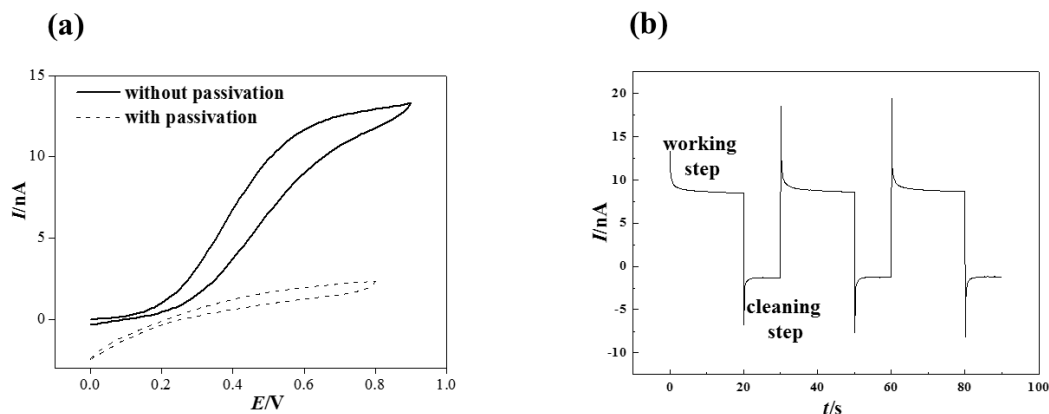 (a)
15
10
5
0
I/nA
without passivation
with passivation
0.0 0.2 0.4 0.6 0.8 1.0
E/V
(b)
20
15
10
5
0
-5
-10
I/nA
working
step
cleaning
step
0 20 40 60 80 100
t/s